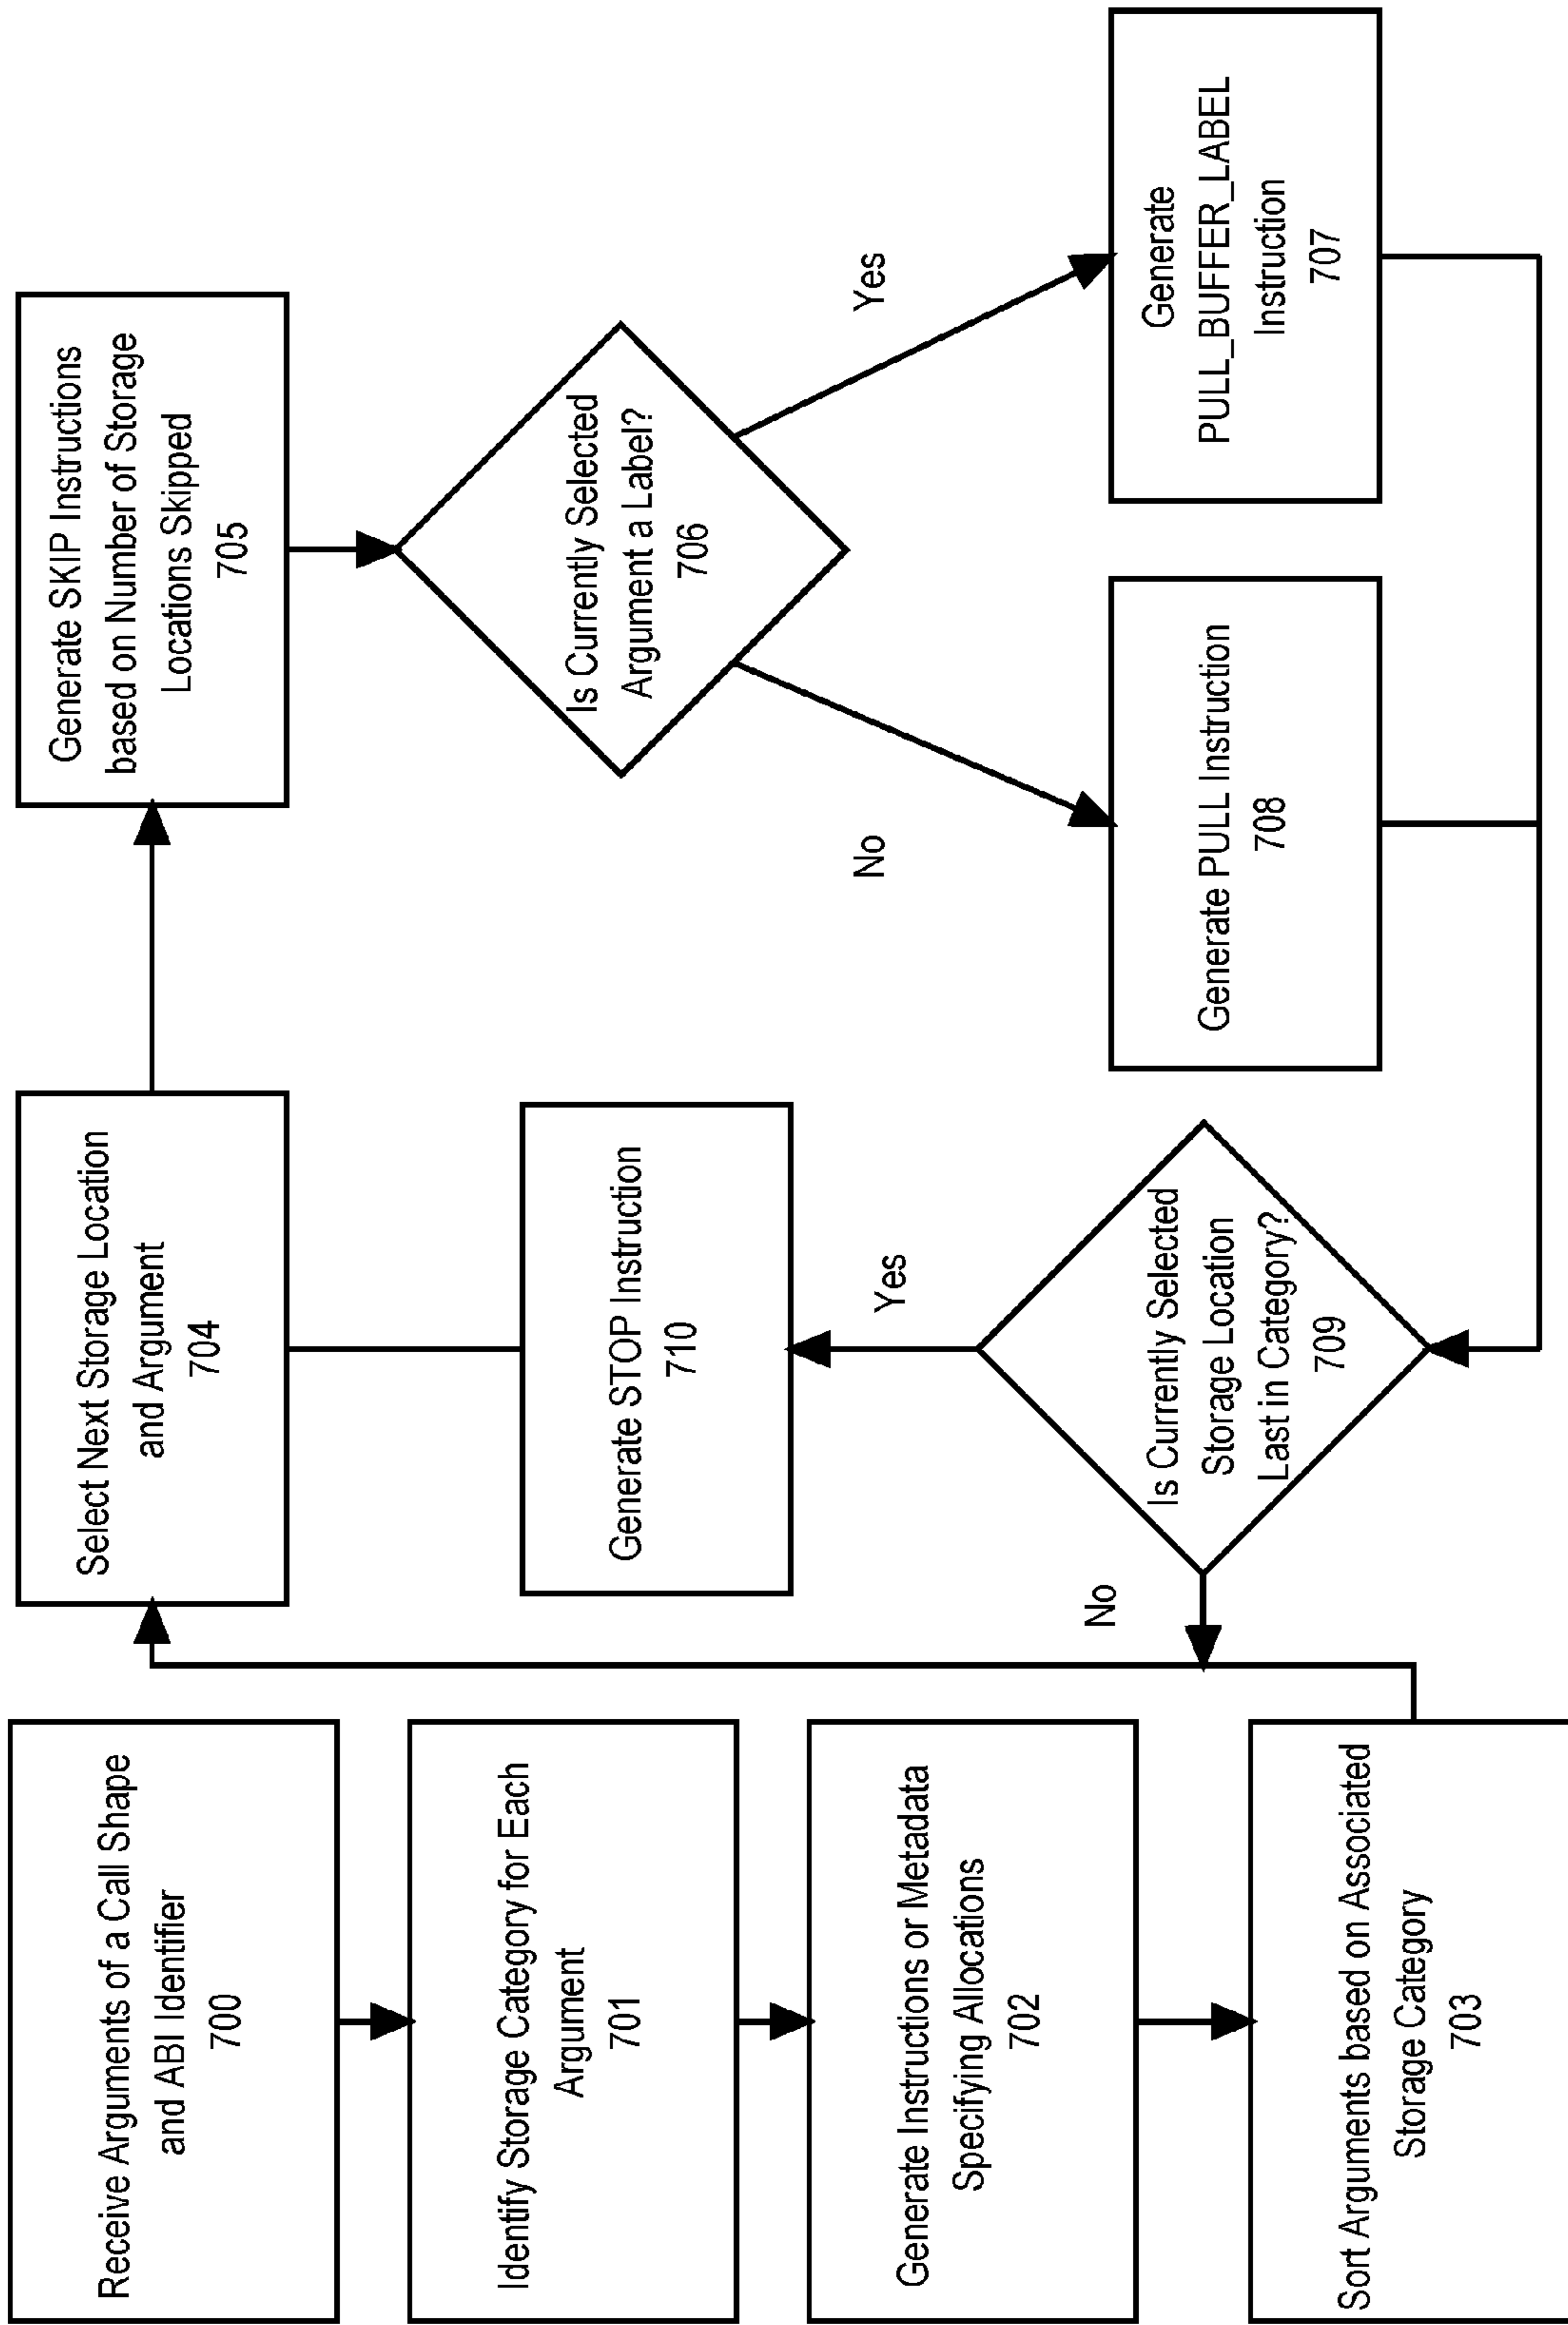 Receive Arguments of a Call Shape
and ABI Identifier
700
Identify Storage Category for Each
Argument
701
Generate Instructions or Metadata
Specifying Allocations
702
Sort Arguments based on Associated
Storage Category
703
Select Next Storage Location
and Argument
704
Generate SKIP Instructions
based on Number of Storage
Locations Skipped
705
Is Currently Selected
Argument a Label?
706
Yes
No
Generate
PULL_BUFFER_LABEL
Instruction
707
Generate PULL Instruction
708
Is Currently Selected
Storage Location
Last in Category?
709
Yes
No
Generate STOP Instruction
710